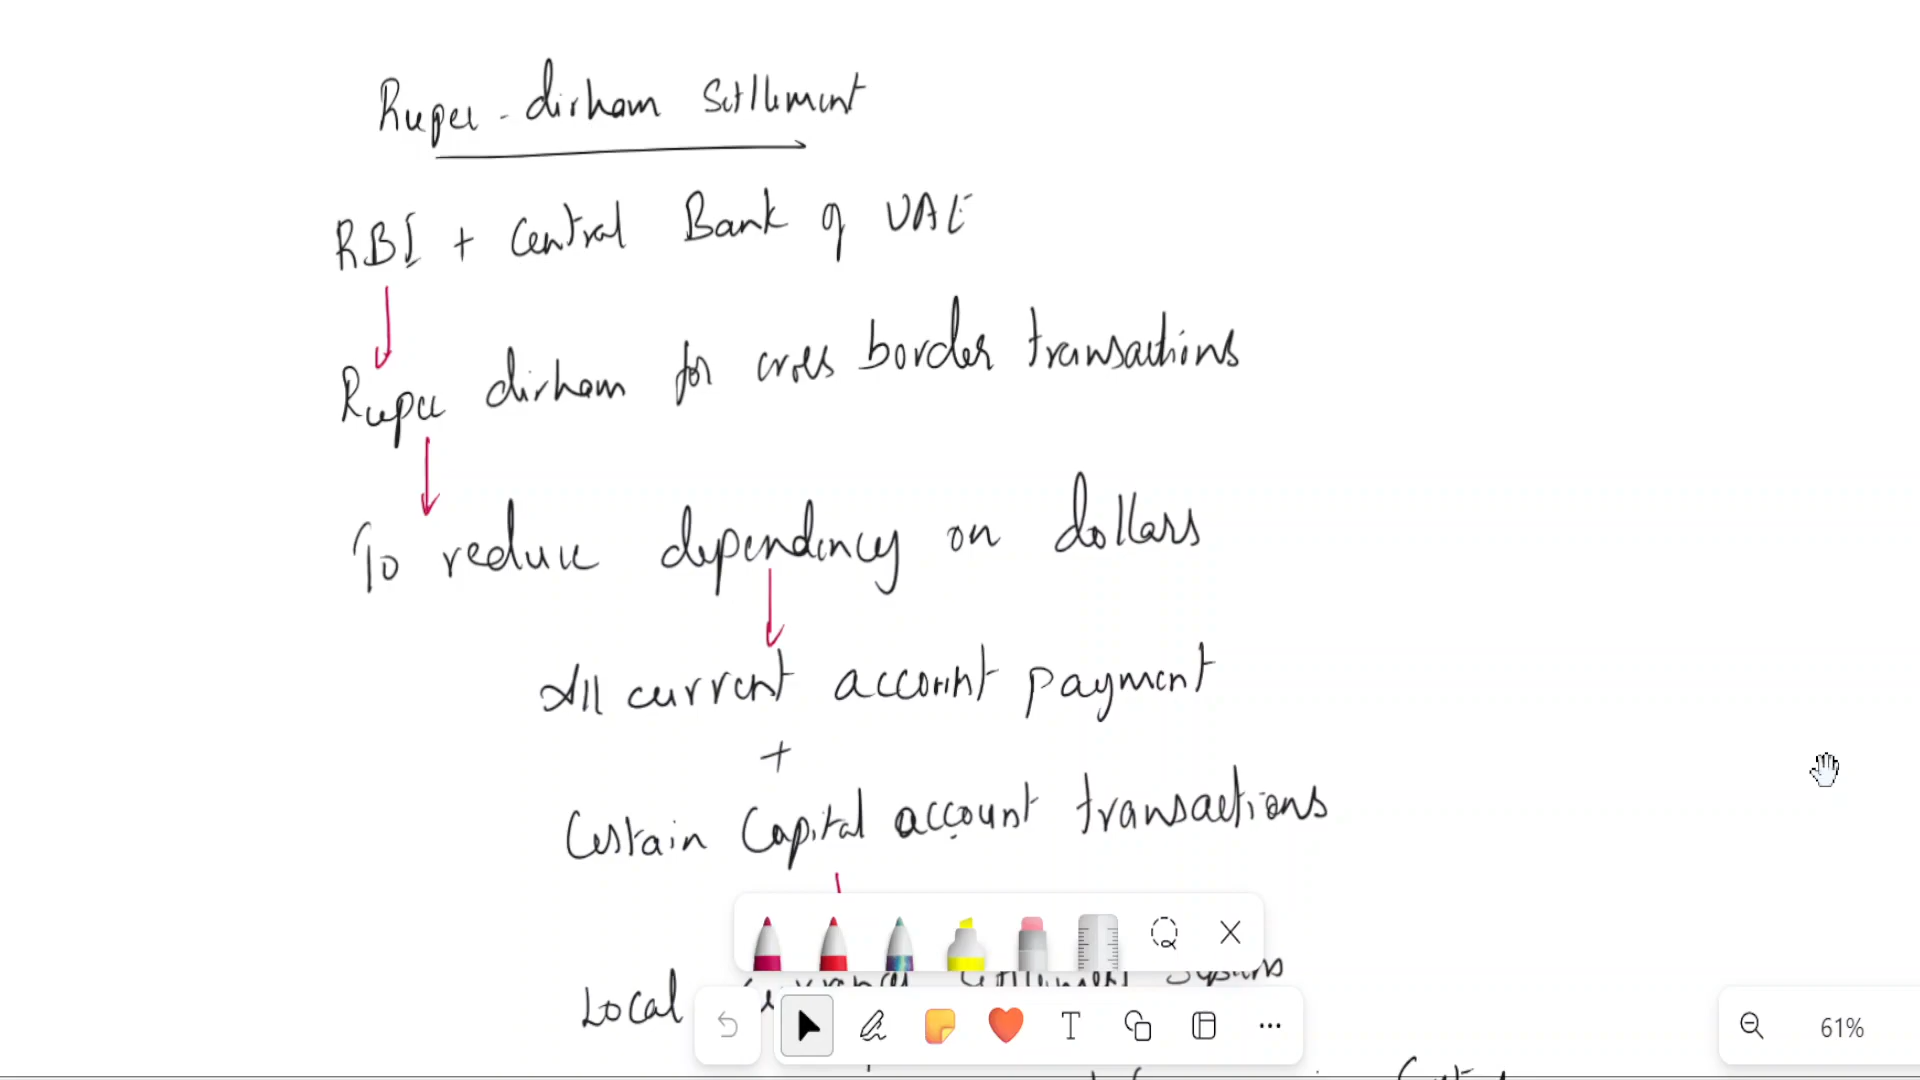 Rupee - dirham Settlement
RBI + Central Bank of UAE
Rupee dirham for cross border transactions
To reduce dependency on dollars
All current account payment
+
Certain Capital account transactions
Local
T
61%